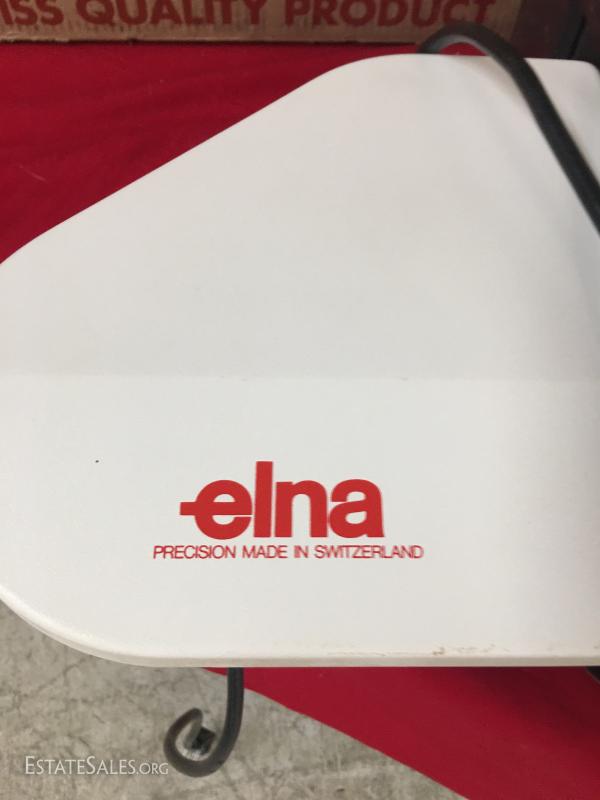 ISS QUALITY PRODUCT
elna
PRECISION MADE IN SWITZERLAND
ESTATESALES.ORG